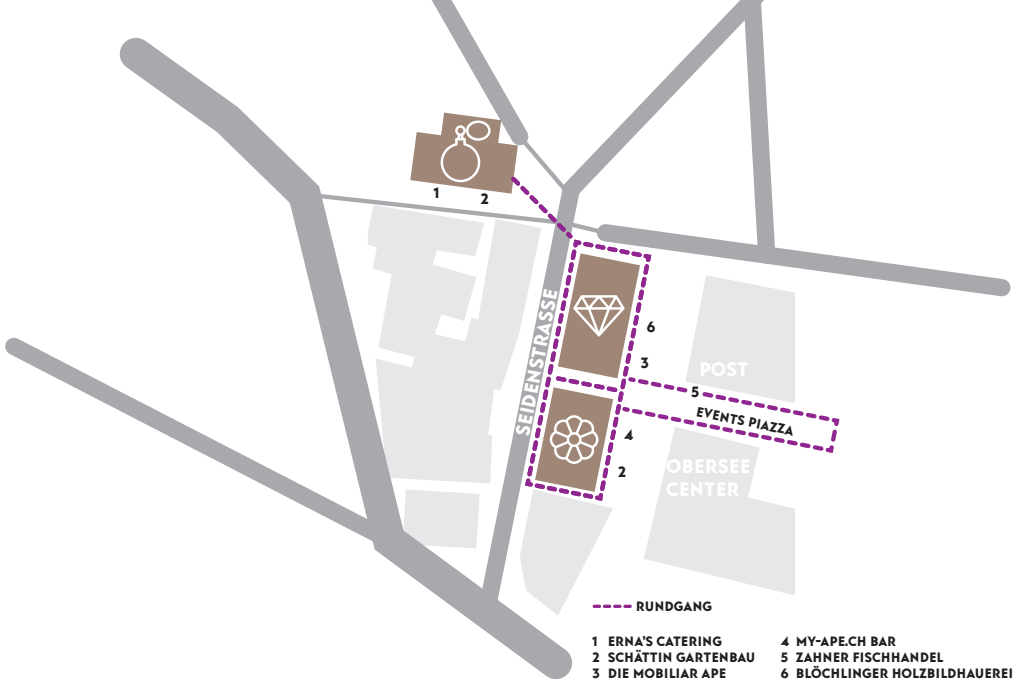 1
2
SEIDENSTRASSE
6
3
POST
5
EVENTS PIAZZA
4
2
OBERSEE
CENTER
RUNDGANG
1 ERNA'S CATERING
2 SCHÄTTIN GARTENBAU
3 DIE MOBILIAR APE
4 MY-APE.CH BAR
5 ZAHNER FISCHHANDEL
6 BLÖCHLINGER HOLZBILDHAUEREI